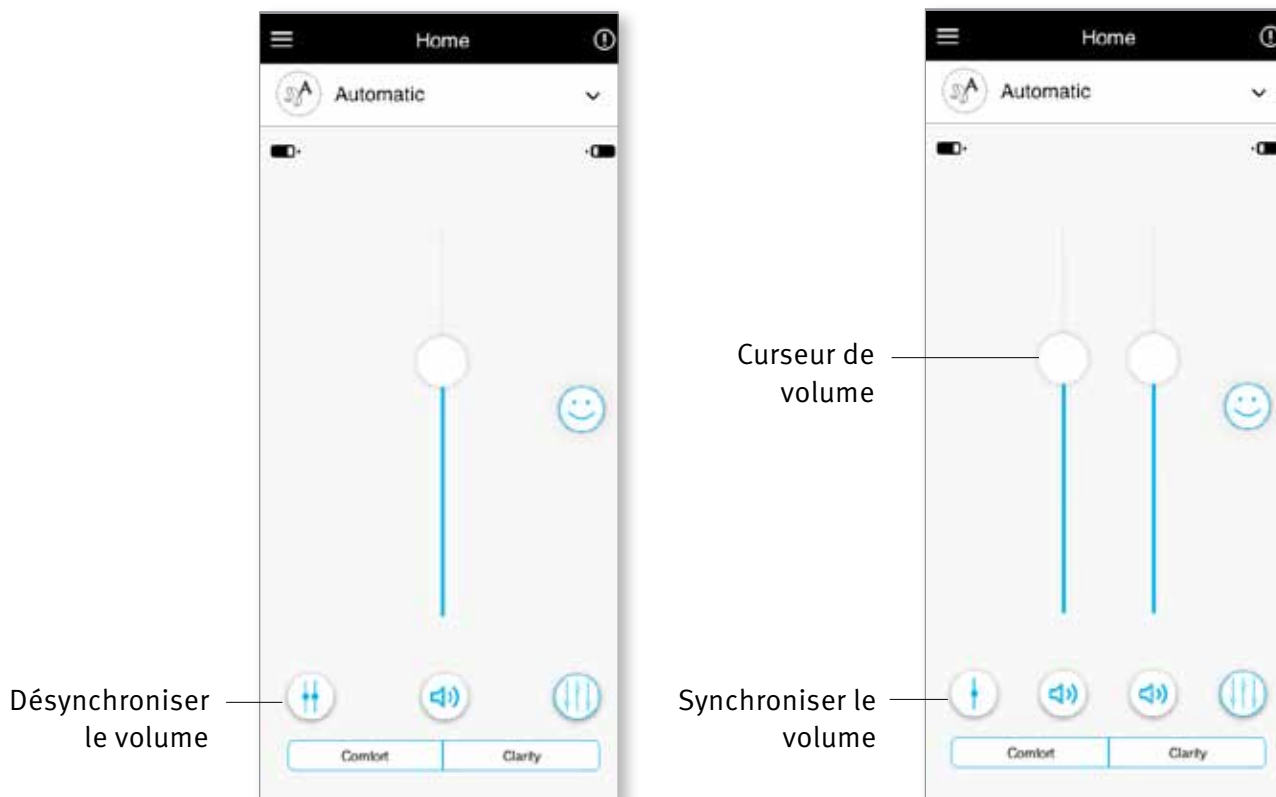 Home
Automatic
Désynchroniser
le volume
Comfort
Clarity
Home
Automatic
Curseur de
volume
Synchroniser le
volume
Comfort
Clarity